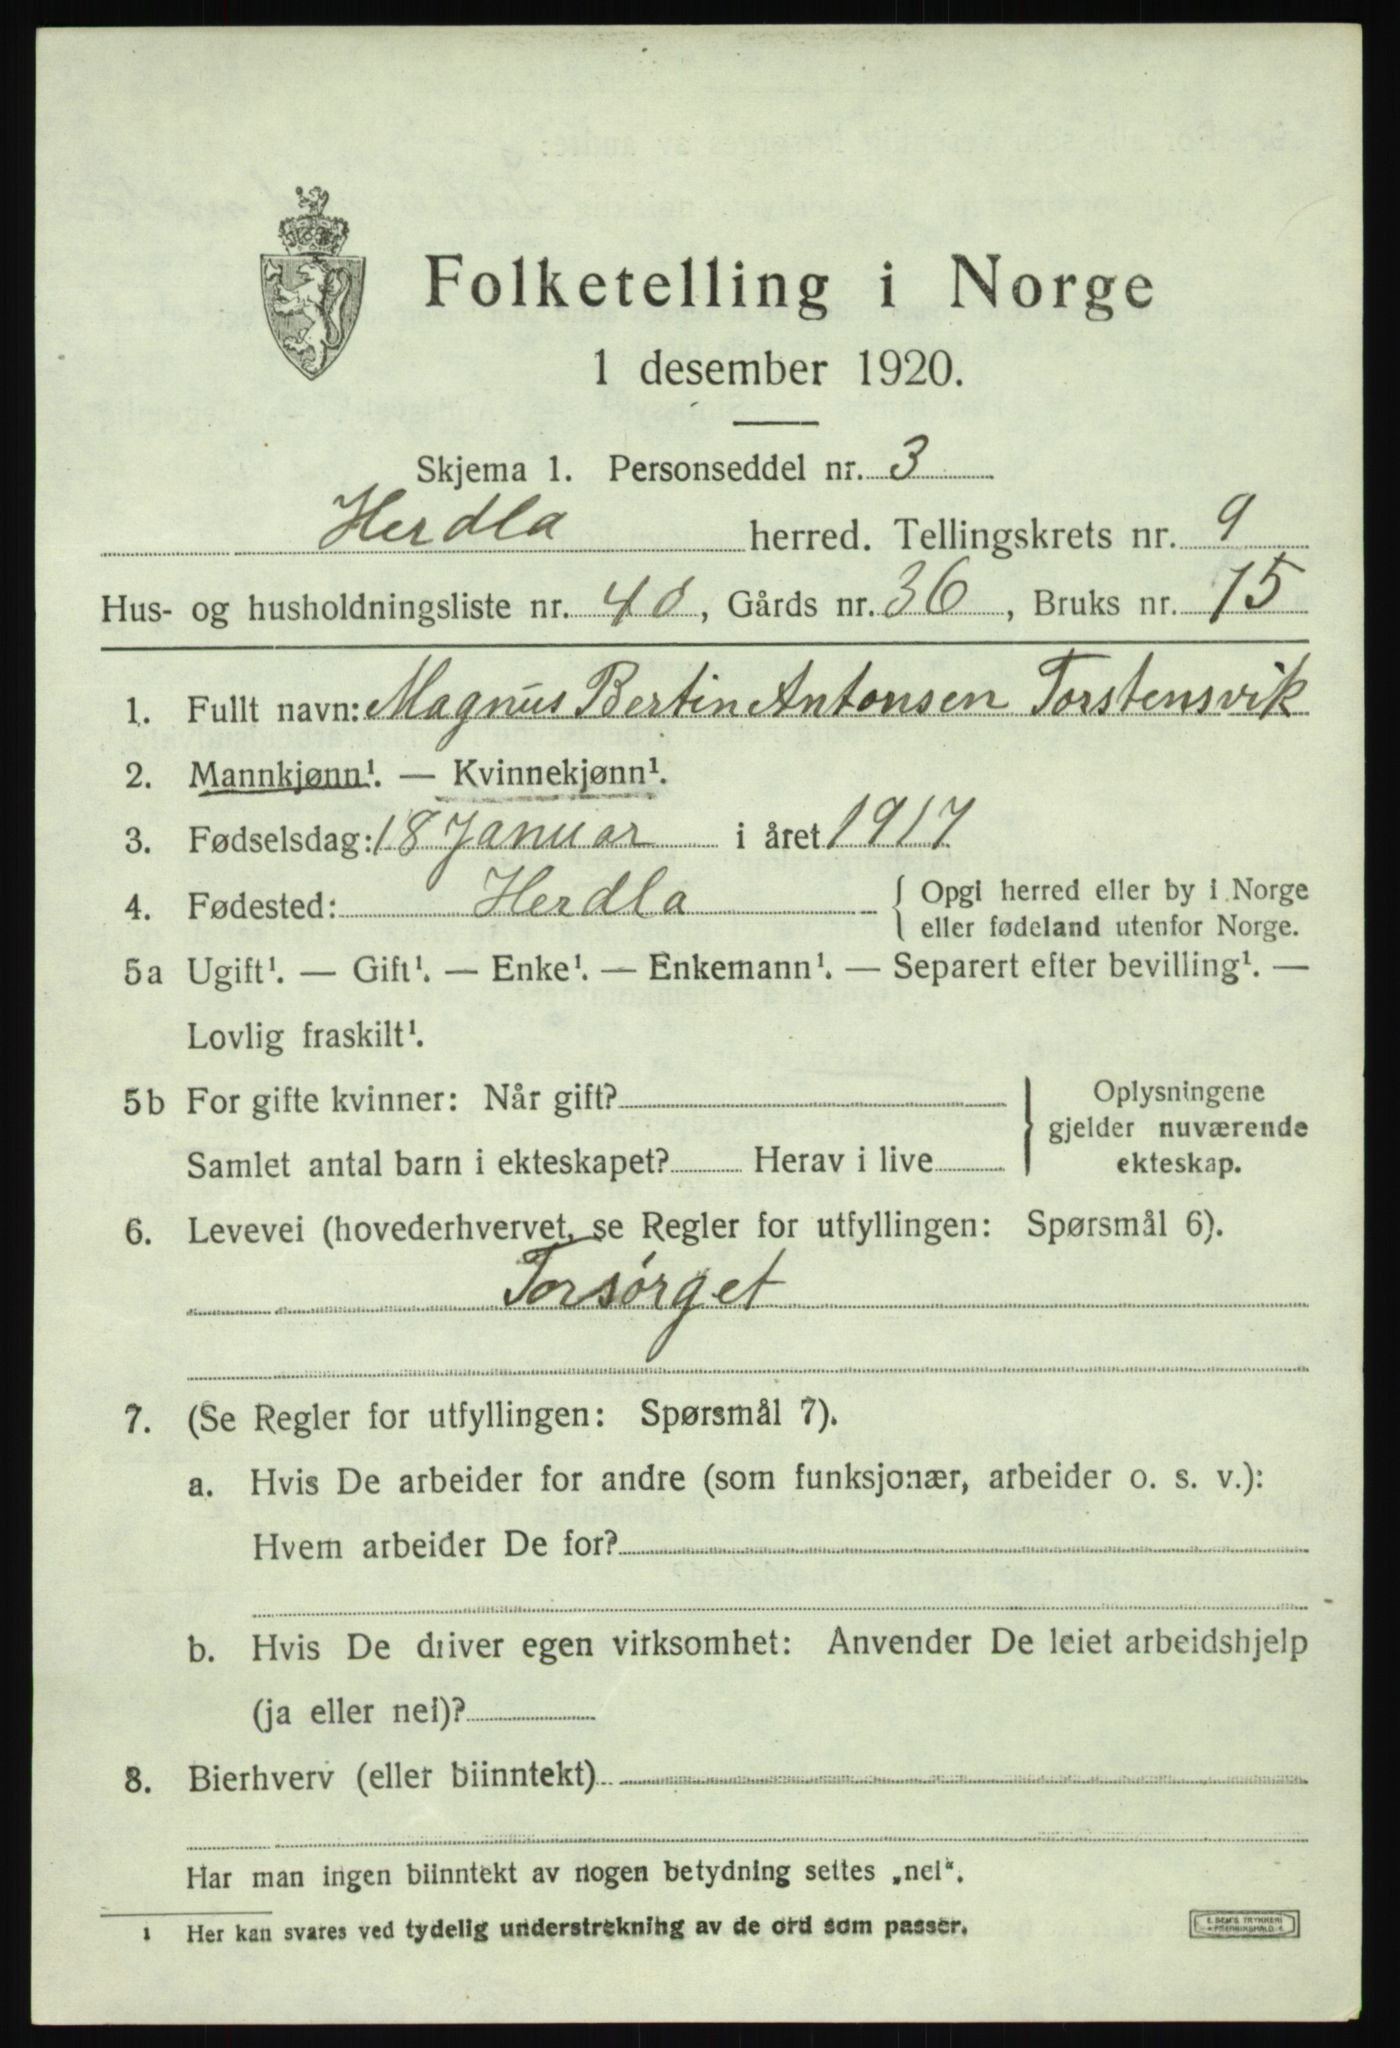 Folketelling i Norge
1 desember 1920.
Skjema 1. Personseddel nr. 3
Herdla herred. Tellingskrets nr. 9
Hus- og husholdningsliste nr. 40, Gårds nr. 36, Bruks nr. 15
1. Fullt navn: Magnus Bertin Antonsen Torstensvik
2. Mannkjønn¹. — Kvinnekjønn¹.
3. Fødselsdag: 18 Januar i året 1917
4. Fødested: Herdla { Opgi herred eller by i Norge
eller fødeland utenfor Norge.
5a Ugift¹. — Gift¹. — Enke¹. — Enkemann¹. — Separert efter bevilling¹. —
Lovlig fraskilt¹.
5b For gifte kvinner: Når gift? } Oplysningene
gjelder nuværende
Samlet antal barn i ekteskapet? Herav i live ekteskap.
6. Levevei (hovederhvervet, se Regler for utfyllingen: Spørsmål 6).
Forsørget
7. (Se Regler for utfyllingen: Spørsmål 7).
a. Hvis De arbeider for andre (som funksjonær, arbeider o. s. v.):
Hvem arbeider De for?
b. Hvis De driver egen virksomhet: Anvender De leiet arbeidshjelp
(ja eller nei)?
8. Bierhverv (eller biinntekt)
Har man ingen biinntekt av nogen betydning settes „nei“.
1 Her kan svares ved tydelig understrekning av de ord som passer.
E. SEM'S TRYKKERI
FREDRIKSHALD